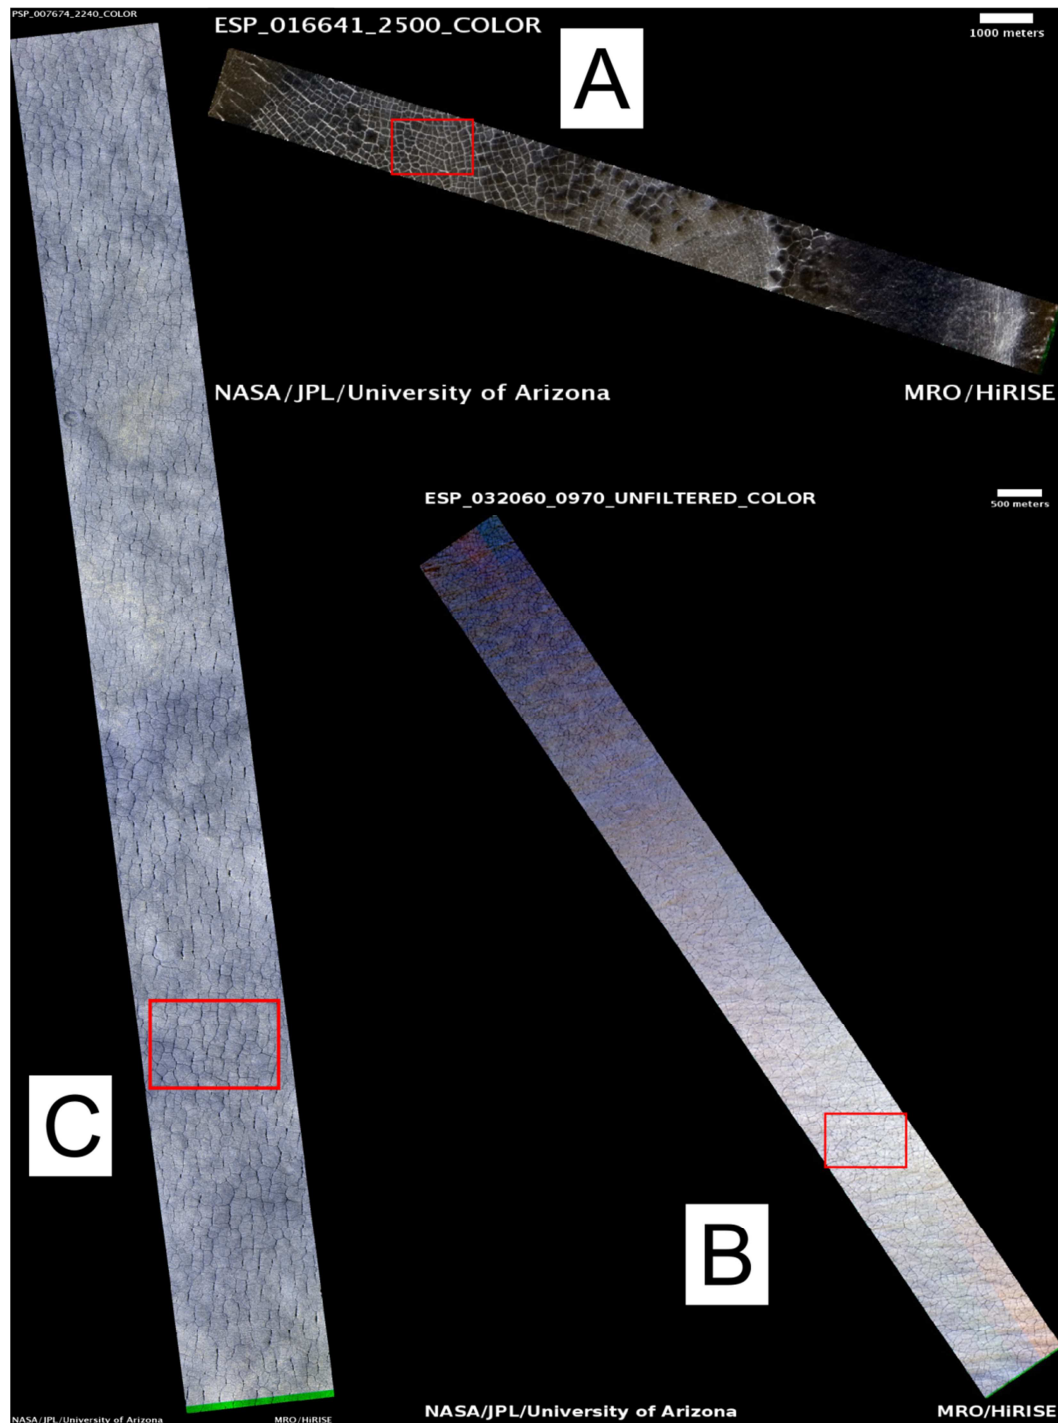 PSP_007674_2240_COLOR
ESP_016641_2500_COLOR
1000 meters
A
NASA/JPL/University of Arizona
MRO/HiRISE
ESP_032060_0970_UNFILTERED_COLOR
500 meters
C
B
NASA/JPL/University of Arizona
MRO/HiRISE
NASA/JPL/University of Arizona
MRO/HiRISE